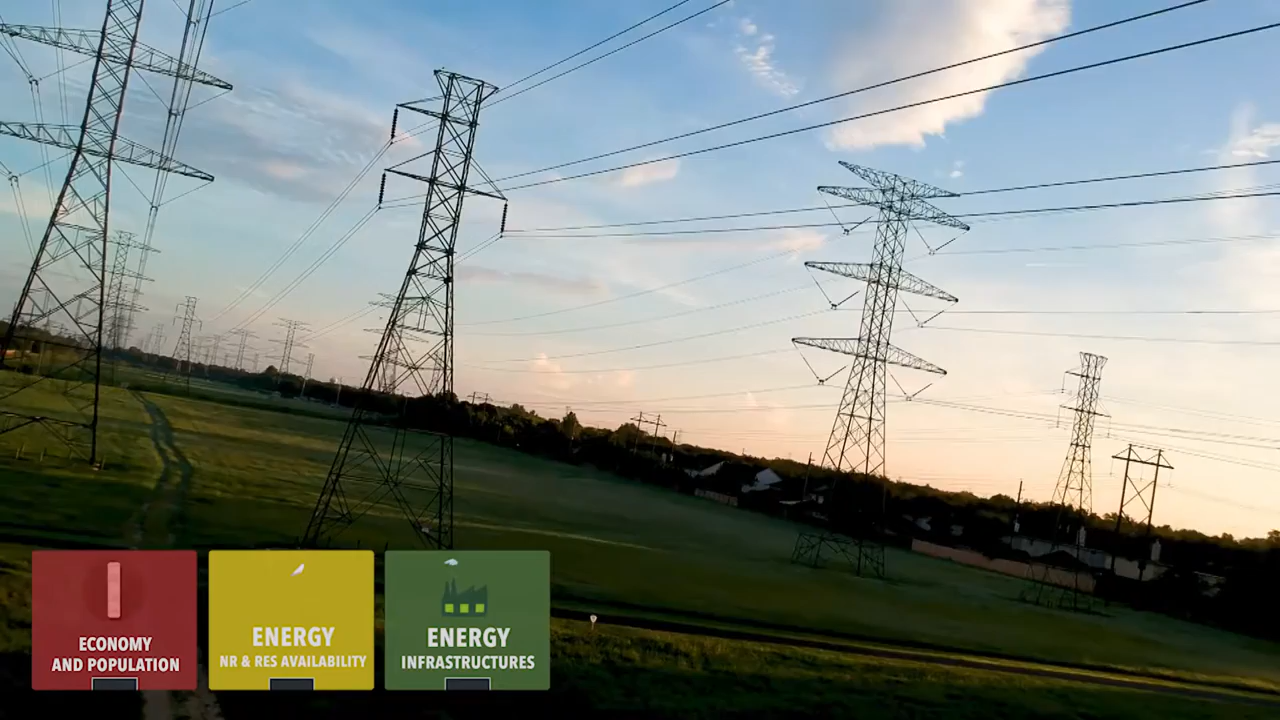 ECONOMY
AND POPULATION
ENERGY
NR & RES AVAILABILITY
ENERGY
INFRASTRUCTURES